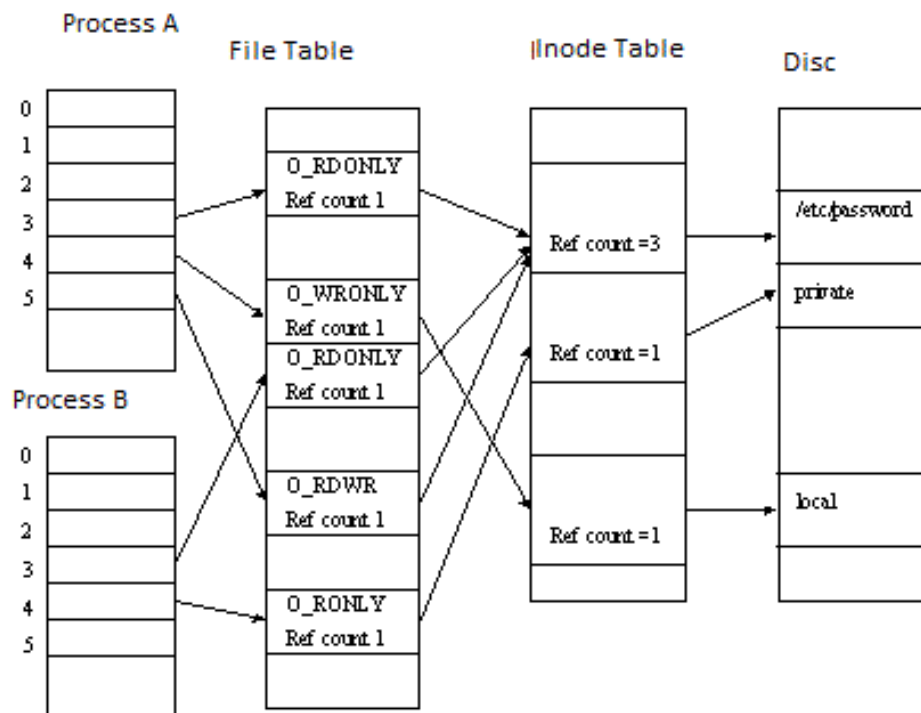 Process A
File Table
Inode Table
Disc
0
1
2
3
4
5
O_RDONLY
Ref count 1
O_WRONLY
Ref count 1
O_RDONLY
Ref count 1
O_RDWR
Ref count 1
O_RONLY
Ref count 1
Ref count =3
Ref count =1
Ref count =1
/etc/password
private
local
Process B
0
1
2
3
4
5